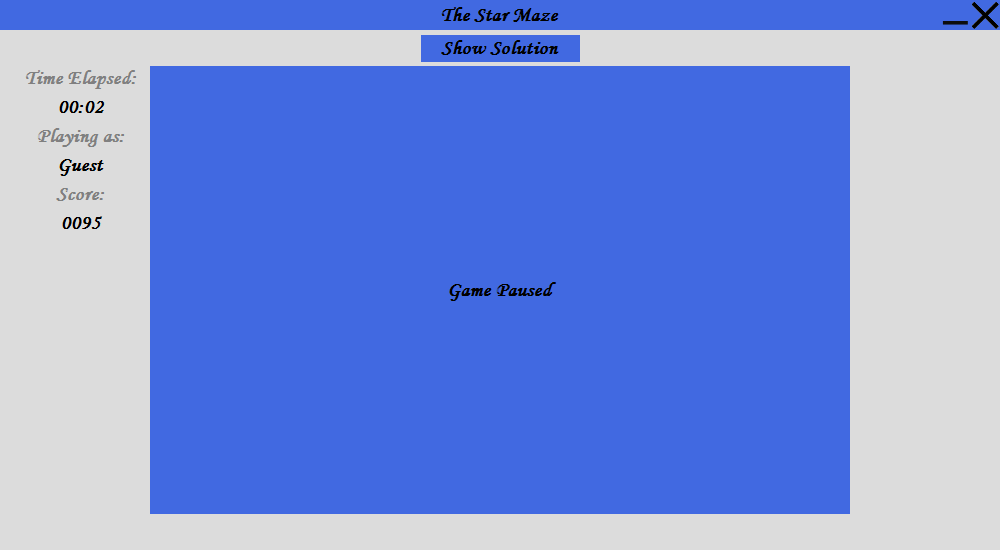 The Star Maze
Show Solution
Time Elapsed:
00:02
Playing as:
Guest
Score:
0095
Game Paused